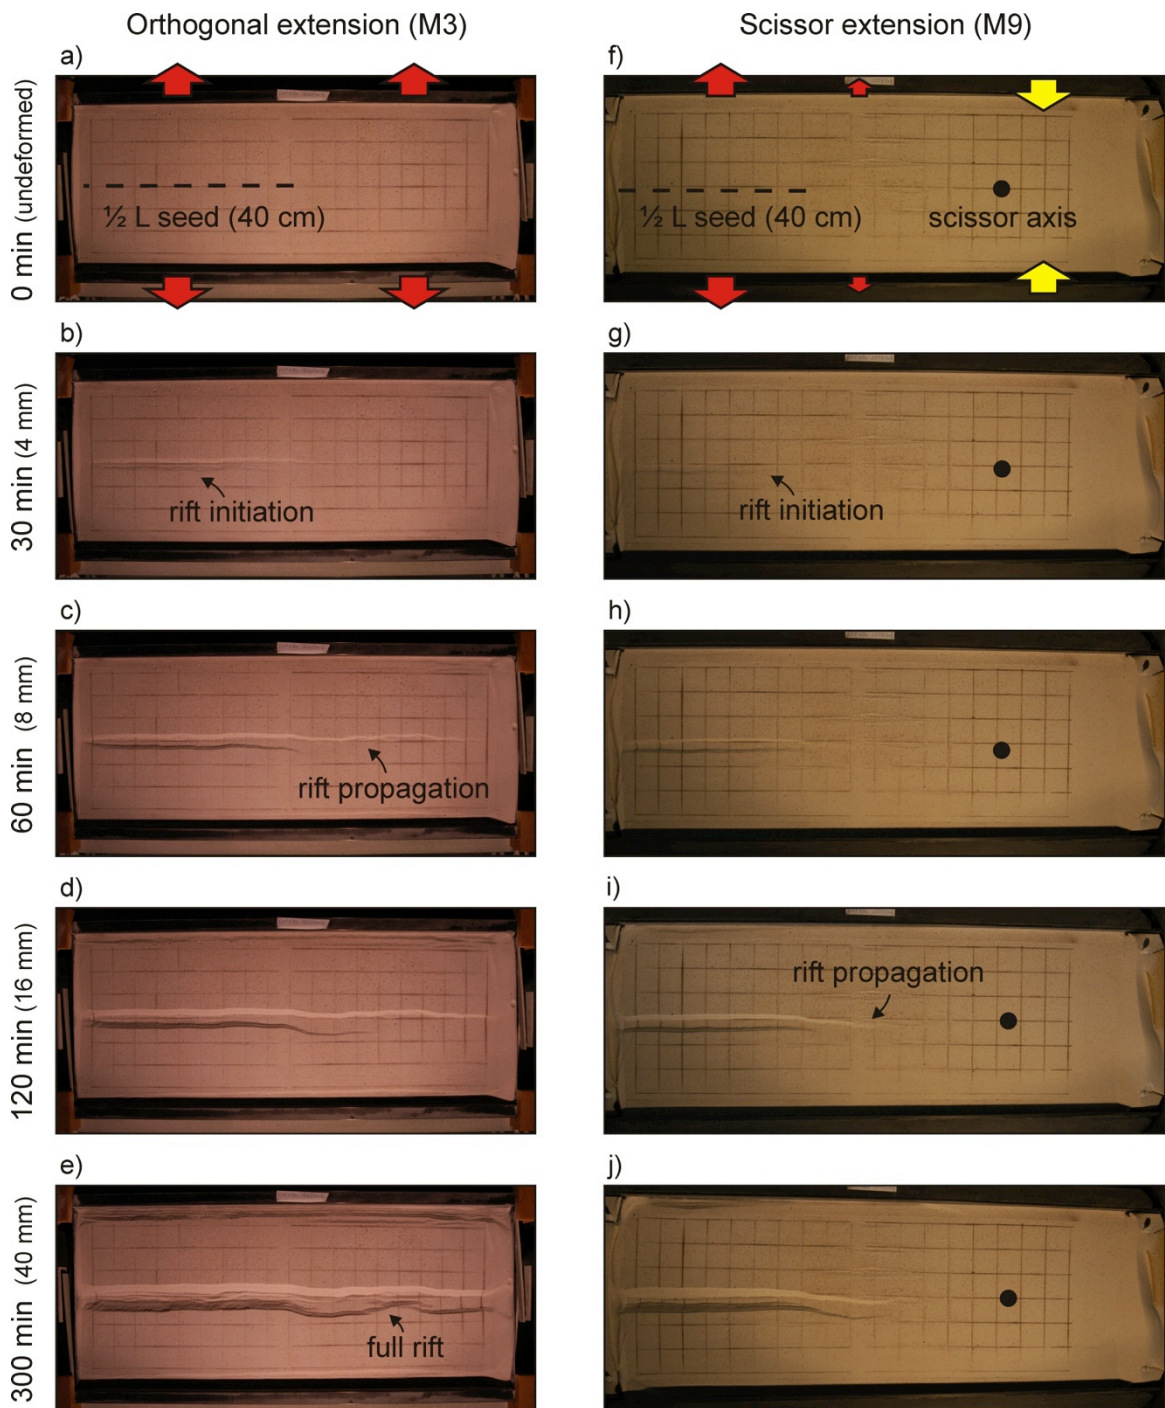 Orthogonal extension (M3)
Scissor extension (M9)
a)
f)
0 min (undeformed)
½ L seed (40 cm)
½ L seed (40 cm)
scissor axis
b)
g)
30 min (4 mm)
rift initiation
rift initiation
c)
h)
60 min (8 mm)
rift propagation
d)
i)
120 min (16 mm)
rift propagation
e)
j)
300 min (40 mm)
full rift